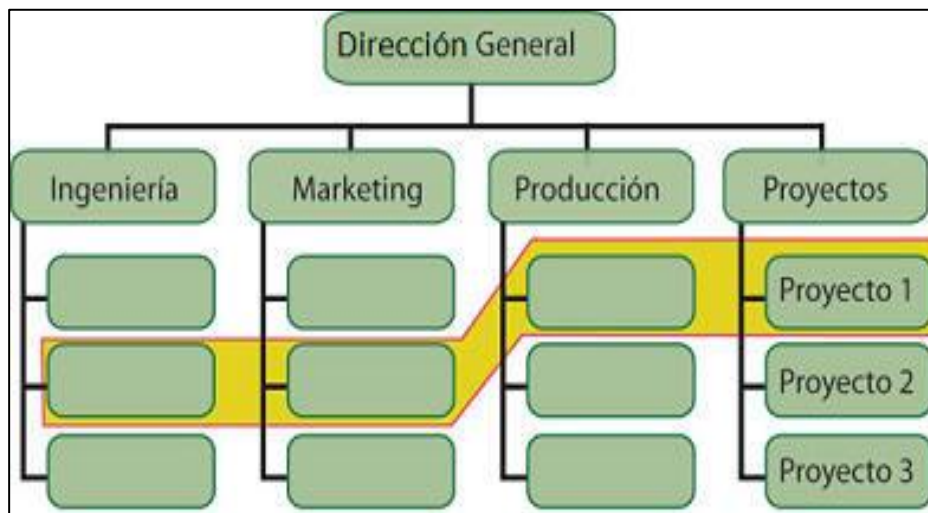 Dirección General
Ingeniería
Marketing
Producción
Proyectos
Proyecto 1
Proyecto 2
Proyecto 3